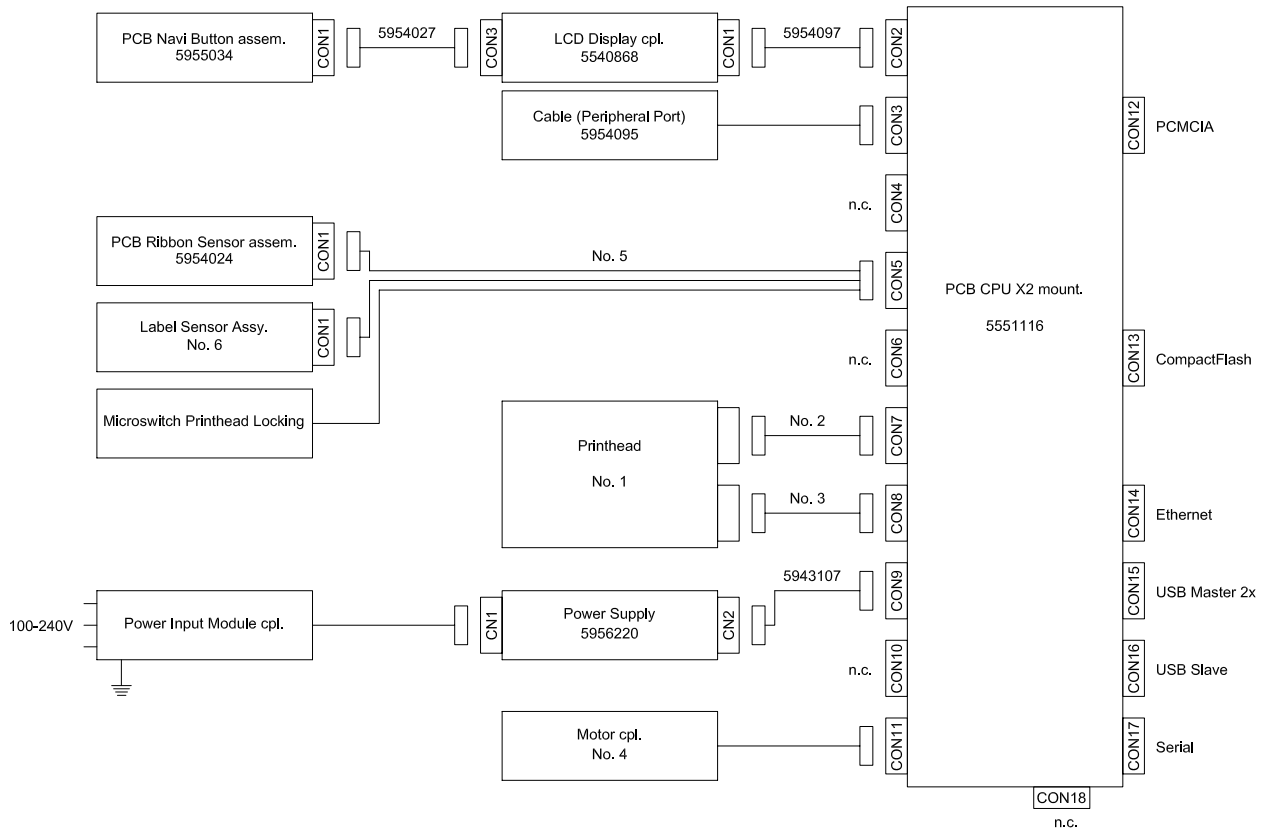 PCB Navi Button assem.
5955034
CON1
5954027
CON3
LCD Display cpl.
5540868
CON1
5954097
CON2
Cable (Peripheral Port)
5954095
CON3
CON12
PCMCIA
n.c.
CON4
PCB Ribbon Sensor assem.
5954024
CON1
No. 5
CON5
PCB CPU X2 mount.
5551116
Label Sensor Assy.
No. 6
CON1
n.c.
CON6
CON13
CompactFlash
Microswitch Printhead Locking
Printhead
No. 1
No. 2
CON7
No. 3
CON8
CON14
Ethernet
100-240V
Power Input Module cpl.
CN1
Power Supply
5956220
CN2
5943107
CON9
CON15
USB Master 2x
n.c.
CON10
CON16
USB Slave
Motor cpl.
No. 4
CON11
CON17
Serial
CON18
n.c.